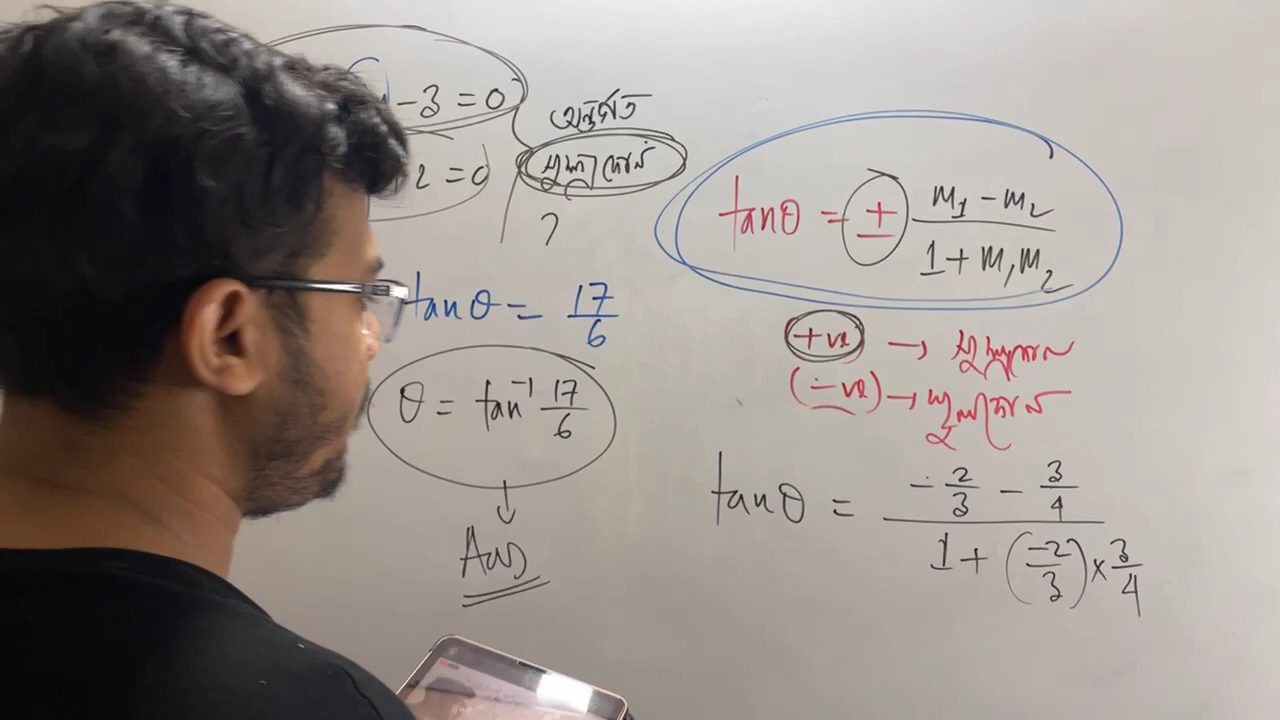 -3 = 0
2 = 0
অন্তর্গত
সূক্ষ্মকোণ
?
tanθ = 17/6
θ = tan⁻¹ 17/6
Ans
tanθ = ± (m₁ - m₂)/(1 + m₁m₂)
+ve → সূক্ষ্মকোণ
(-ve) → স্থূলকোণ
tanθ = (-2/3 - 3/4)/(1 + (-2/3) × 3/4)